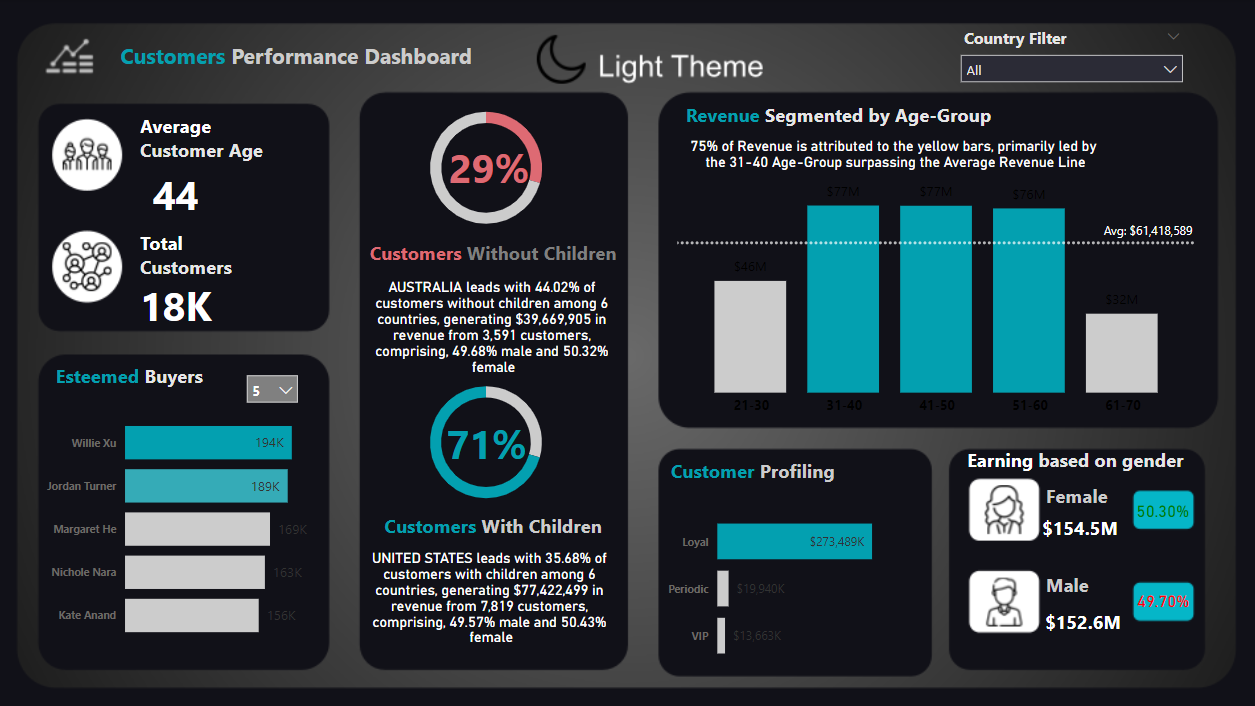 Customers Performance Dashboard
Light Theme
Country Filter
All
Average
Customer Age
44
Total
Customers
18K
Esteemed Buyers
5
Willie Xu
194K
Jordan Turner
189K
Margaret He
169K
Nichole Nara
163K
Kate Anand
156K
29%
Customers Without Children
AUSTRALIA leads with 44.02% of
customers without children among 6
countries, generating $39,669,905 in
revenue from 3,591 customers,
comprising, 49.68% male and 50.32%
female
71%
Customers With Children
UNITED STATES leads with 35.68% of
customers with children among 6
countries, generating $77,422,499 in
revenue from 7,819 customers,
comprising, 49.57% male and 50.43%
female
Revenue Segmented by Age-Group
75% of Revenue is attributed to the yellow bars, primarily led by
the 31-40 Age-Group surpassing the Average Revenue Line
$46M
$77M
$77M
$76M
$32M
Avg: $61,418,589
21-30
31-40
41-50
51-60
61-70
Customer Profiling
Loyal
$273,489K
Periodic
$19,940K
VIP
$13,663K
Earning based on gender
Female
$154.5M
50.30%
Male
$152.6M
49.70%